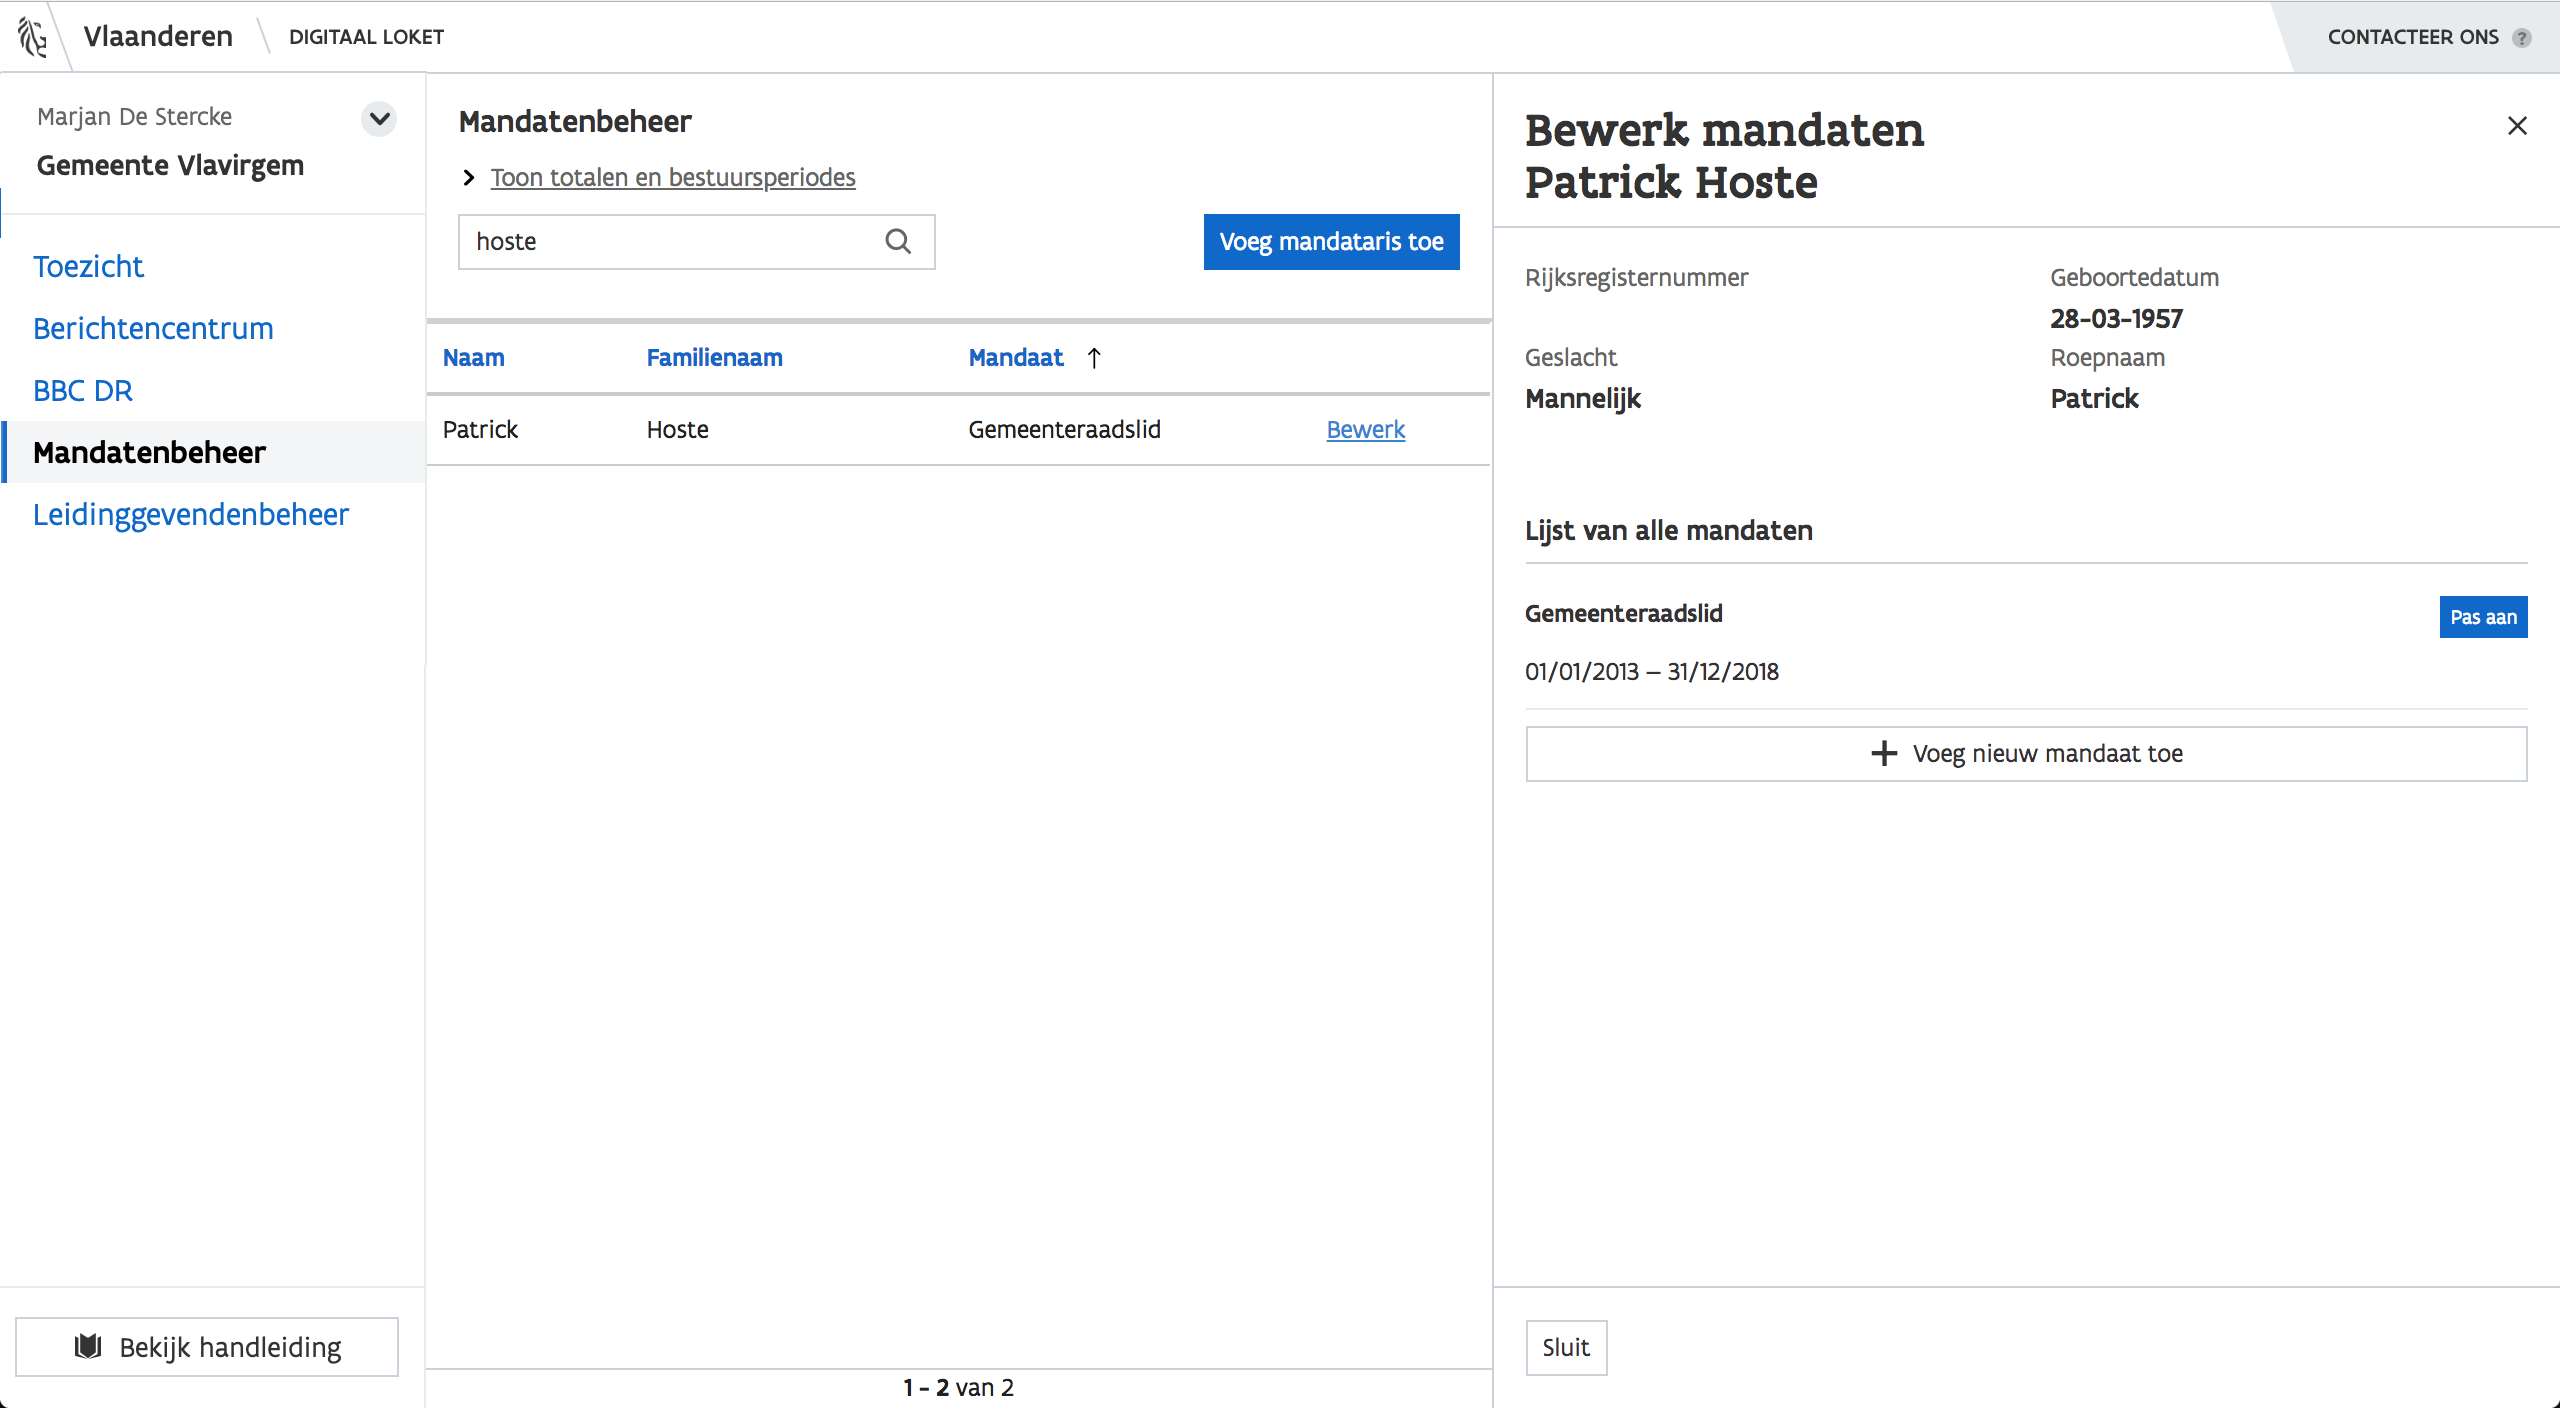 Vlaanderen
DIGITAAL LOKET
CONTACTEER ONS ?
Marjan De Stercke
Gemeente Vlavirgem
Toezicht
Berichtencentrum
BBC DR
Mandatenbeheer
Leidinggevendenbeheer
Bekijk handleiding
Mandatenbeheer
Toon totalen en bestuursperiodes
hoste
Voeg mandataris toe
Naam Familienaam Mandaat ↑
Patrick Hoste Gemeenteraadslid Bewerk
1 - 2 van 2
Bewerk mandaten
Patrick Hoste
Rijksregisternummer
Geboortedatum
28-03-1957
Geslacht
Mannelijk
Roepnaam
Patrick
Lijst van alle mandaten
Gemeenteraadslid
Pas aan
01/01/2013 – 31/12/2018
Voeg nieuw mandaat toe
Sluit